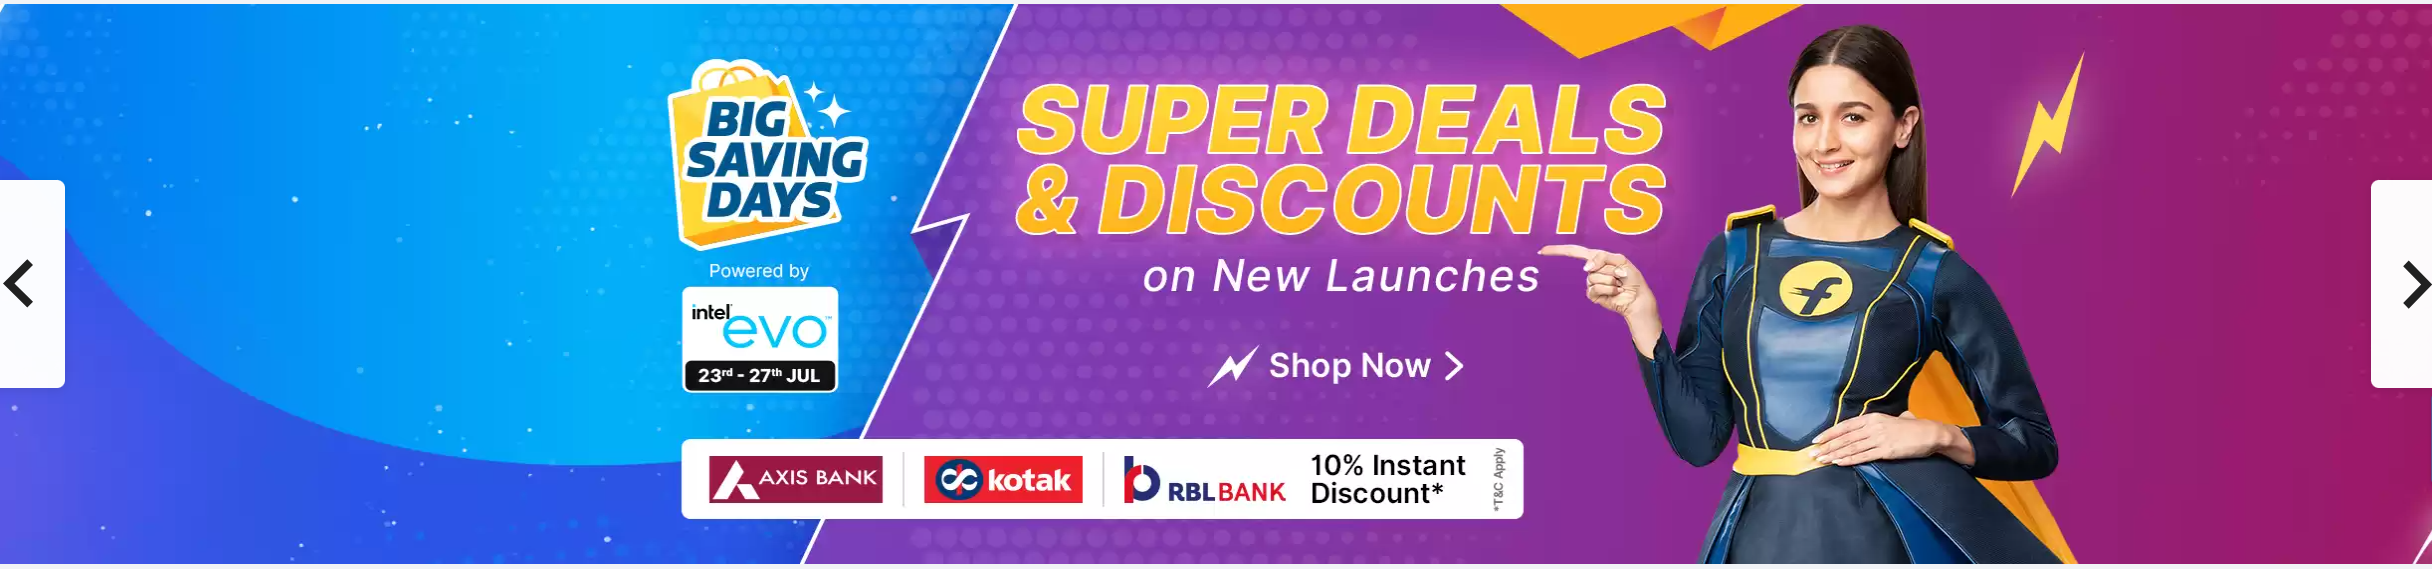 BIG
SAVING
DAYS
Powered by
intel evo™
23rd - 27th JUL
SUPER DEALS
& DISCOUNTS
on New Launches
Shop Now
AXIS BANK
kotak
RBLBANK
10% Instant
Discount*
*T&C Apply
f